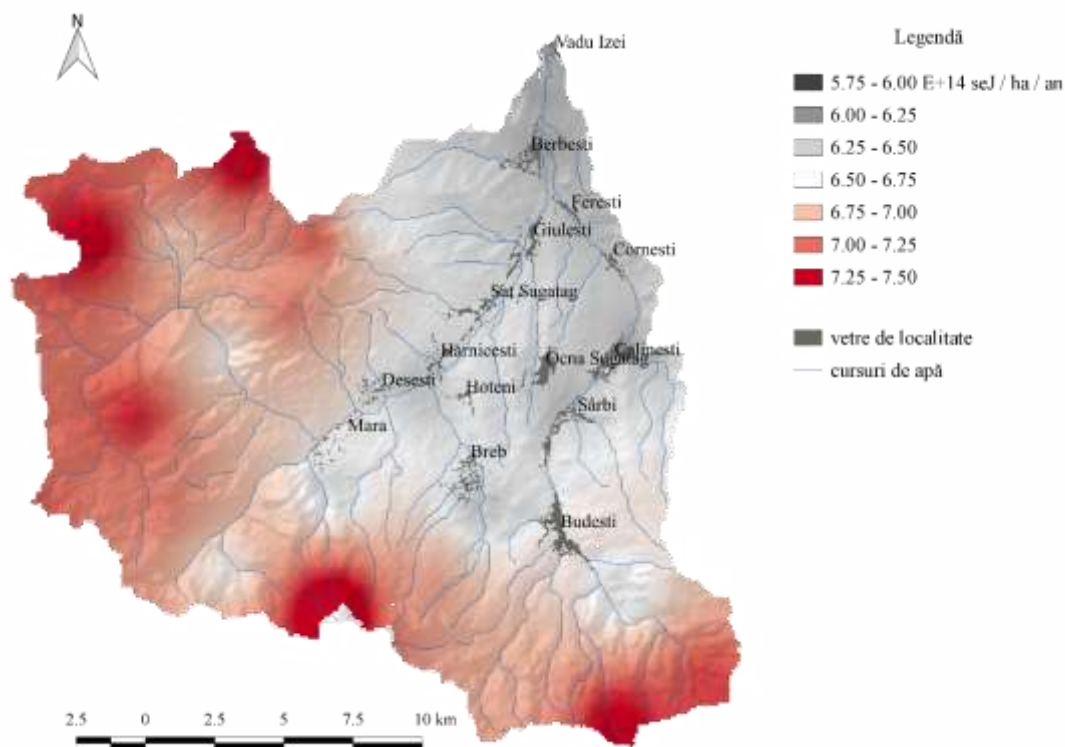 N
Vadu Izei
Legendă
5.75 - 6.00 E+14 seJ / ha / an
6.00 - 6.25
6.25 - 6.50
6.50 - 6.75
6.75 - 7.00
7.00 - 7.25
7.25 - 7.50
vetre de localitate
cursuri de apă
Berbesti
Feresti
Giulesti
Cornesti
Sat Sugatag
Harnicesti
Ocna Sugatag
Calinesti
Desesti
Hoteni
Sârbi
Mara
Breb
Budesti
2.5 0 2.5 5 7.5 10 km